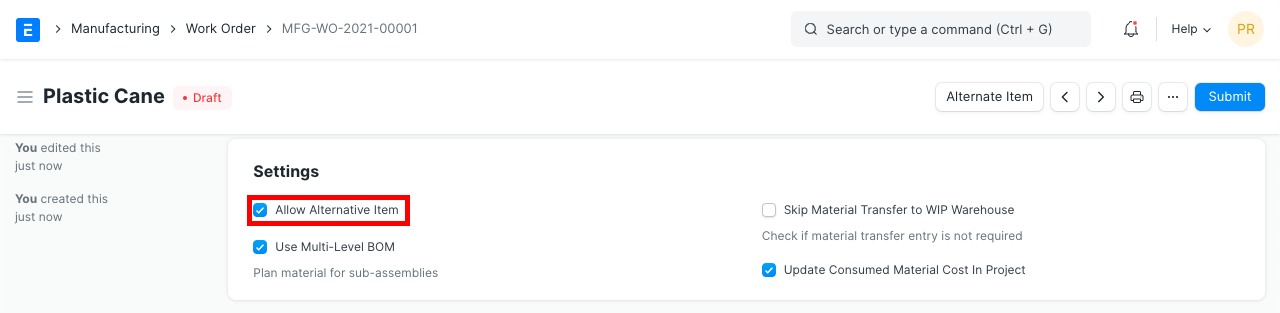 E Manufacturing Work Order MFG-WO-2021-00001 Search or type a command (Ctrl + G) Help PR
Plastic Cane • Draft Alternate Item ... Submit
You edited this
just now
You created this
just now
Settings
Allow Alternative Item
Use Multi-Level BOM
Plan material for sub-assemblies
Skip Material Transfer to WIP Warehouse
Check if material transfer entry is not required
Update Consumed Material Cost In Project